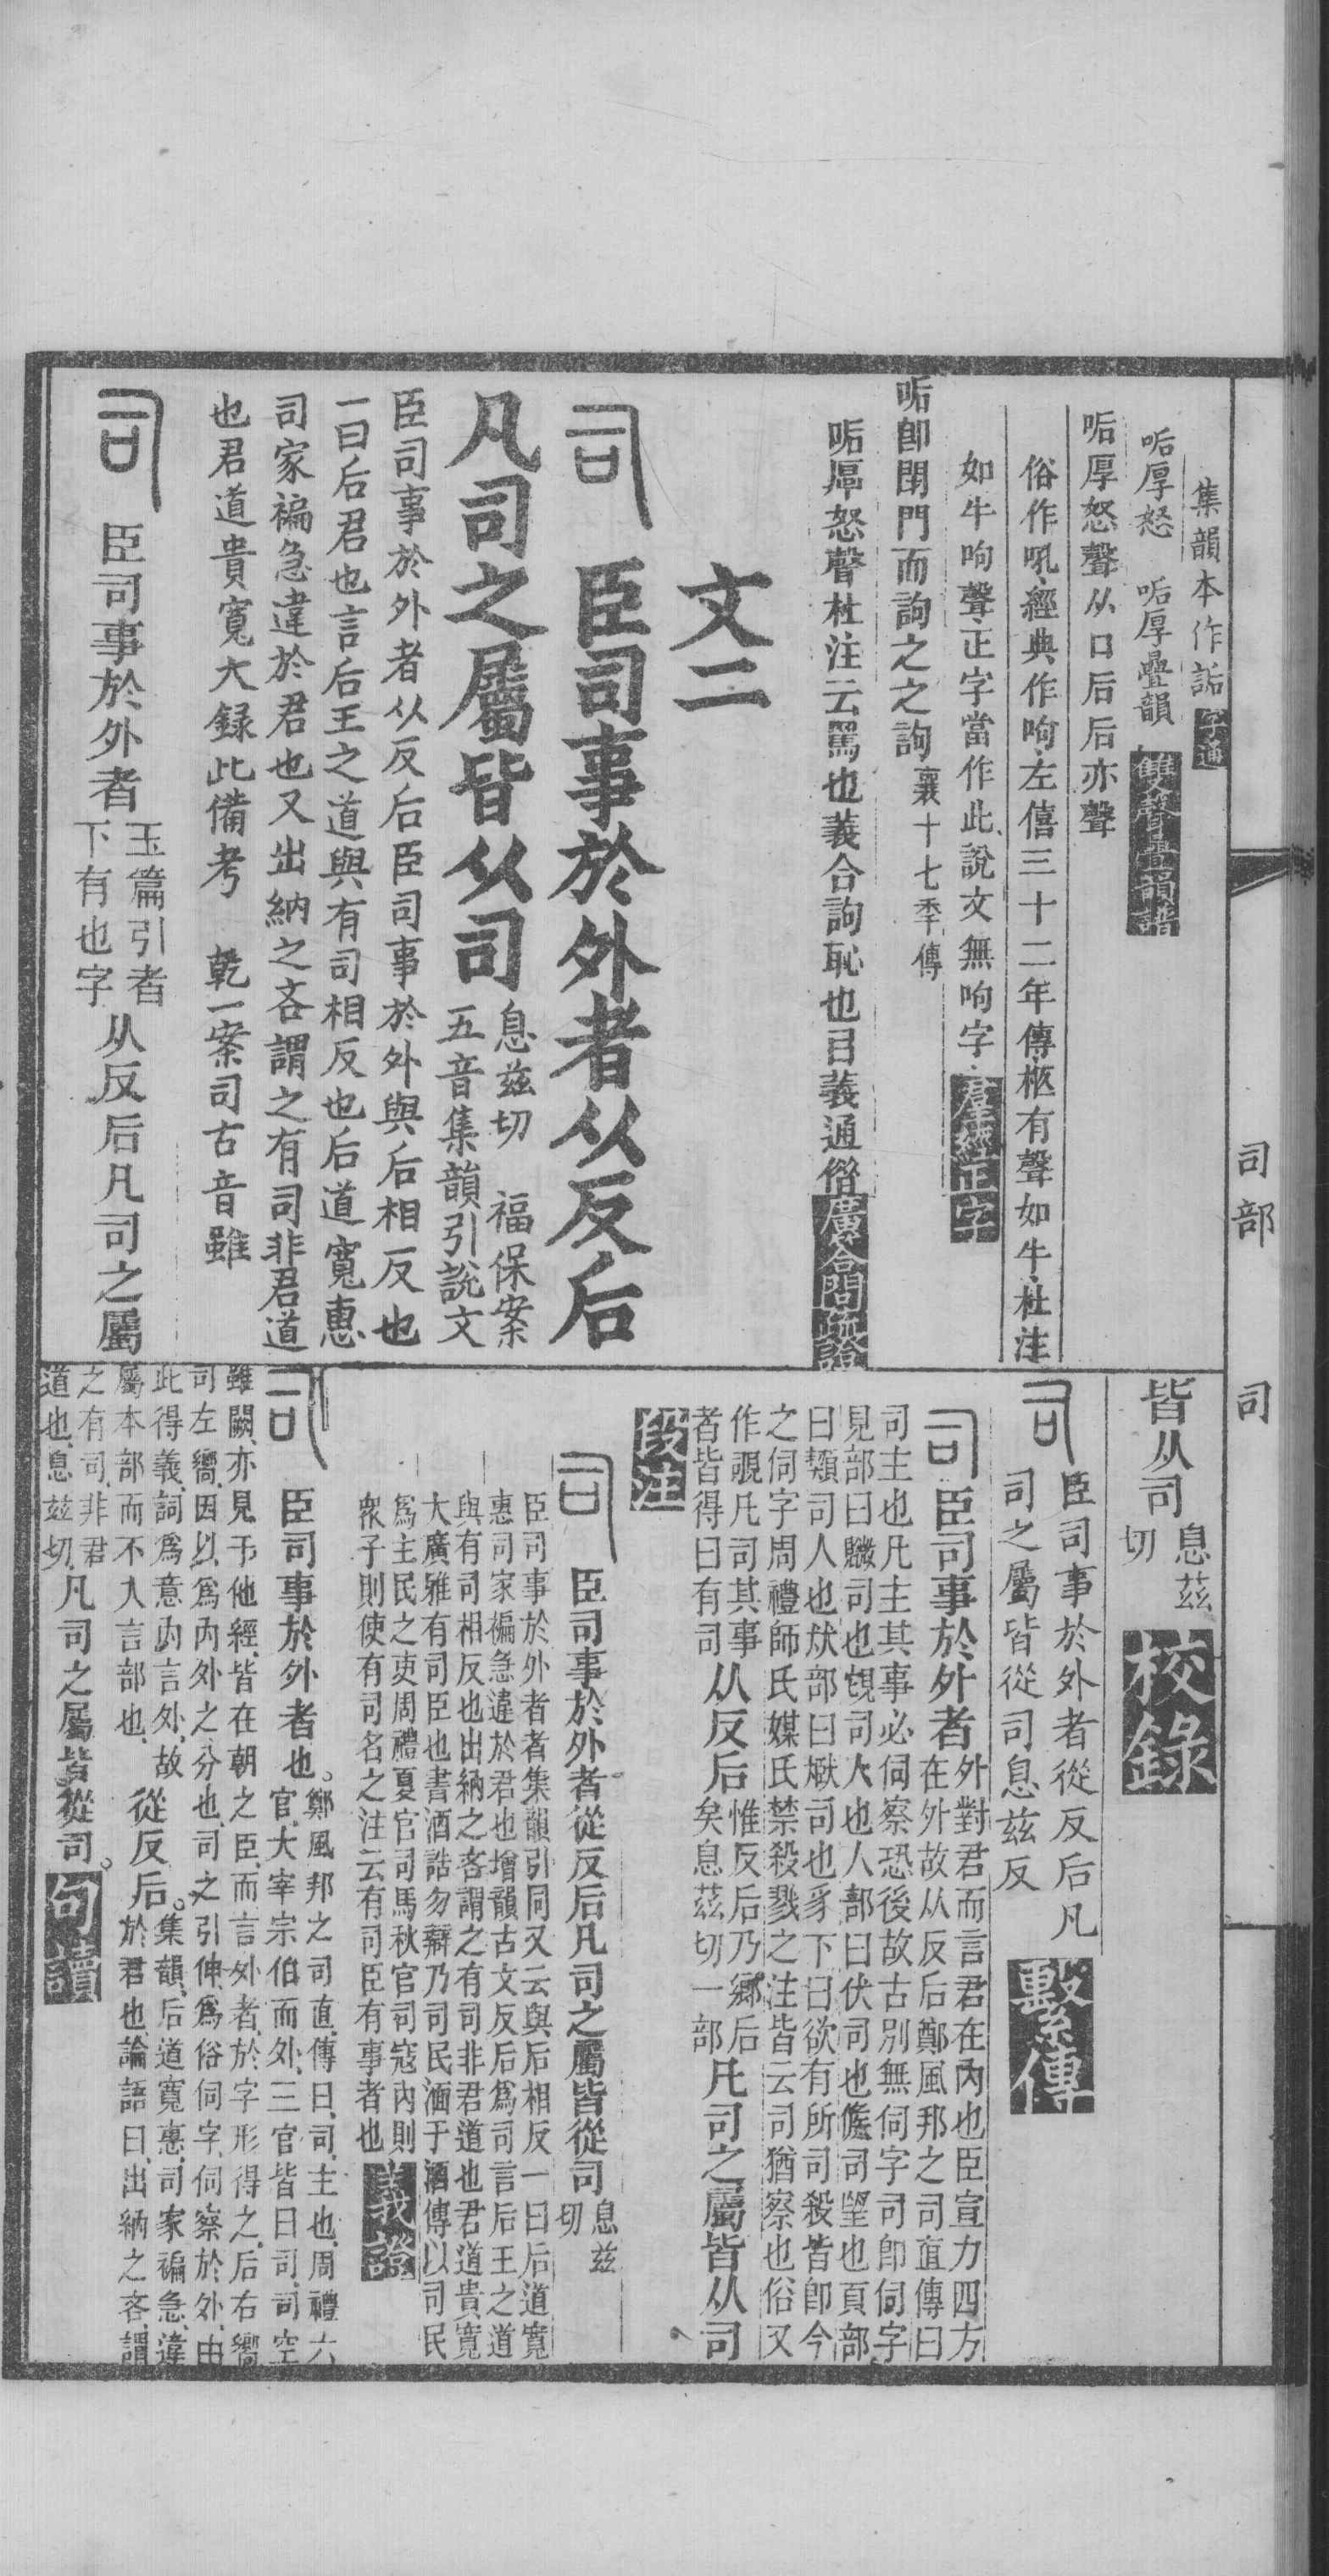 集韻本作詬字通
㖃厚怒 㖃厚疊韻雙聲疊韻譜
㖃厚怒聲从口后后亦聲
俗作吼經典作呴左僖三十二年傳柩有聲如牛杜注
如牛呴聲正字當作此說文無呴字羣經正字
㖃卽閉門而詢之之詢襄十七季傳
㖃厚怒聲杜注云罵也義合詢恥也目義通偕廣答問疏證
文二
司 臣司事於外者从反后
凡司之屬皆从司
息茲切 福保案
五音集韻引說文
臣司事於外者从反后臣司事於外與后相反也
一曰后君也言后王之道與有司相反也后道寬惠
司家褊急違於君也又出納之吝謂之有司非君道
也君道貴寬大錄此備考 乾一案司古音雖
司 臣司事於外者
玉篇引者
下有也字
从反后凡司之屬
司部 司
皆从司
息茲
切
校錄
司 臣司事於外者從反后凡
司之屬皆從司息茲反
繫傳
司 臣司事於外者
外對君而言君在內也臣宣力四方
在外故从反后鄭風邦之司直傳曰
司主也凡主其事必伺察恐後故古別無伺字司卽伺字
見部曰覹司也覕司人也人部曰伏司也候司望也頁部
曰䫌司人也㹜部曰㺇司也豸下曰欲有所司殺皆卽今
之伺字周禮師氏媒氏禁殺戮之注皆云司猶察也俗又
作覗凡司其事
者皆得曰有司
从反后
惟反后乃鄉后
矣息茲切一部
凡司之屬皆从司
段注
司 臣司事於外者從反后凡司之屬皆從司
息茲
切
臣司事於外者者集韻引同又云與后相反一曰后道寬
惠司家褊急違於君也增韻古文反后爲司言后王之道
與有司相反也出納之吝謂之有司非君道也君道貴寬
大廣雅有司臣也書酒誥勿辯乃司民湎于酒傳以司民
爲主民之吏周禮夏官司馬秋官司寇內則
衆子則使有司名之注云有司臣有事者也
義證
司 臣司事於外者也。
鄭風邦之司直傳曰司主也周禮六
官大宰宗伯而外三官皆曰司司空
雖闕亦見于他經皆在朝之臣而言外者於字形得之后右嚮
司左嚮因以爲內外之分也司之引伸爲俗伺字伺察於外由
此得義詞爲意內言外故
屬本部而不入言部也
從反后。
集韻后道寬惠司家褊急違
於君也論語曰出納之吝謂
之有司非君
道也息茲切
凡司之屬皆從司。
句讀